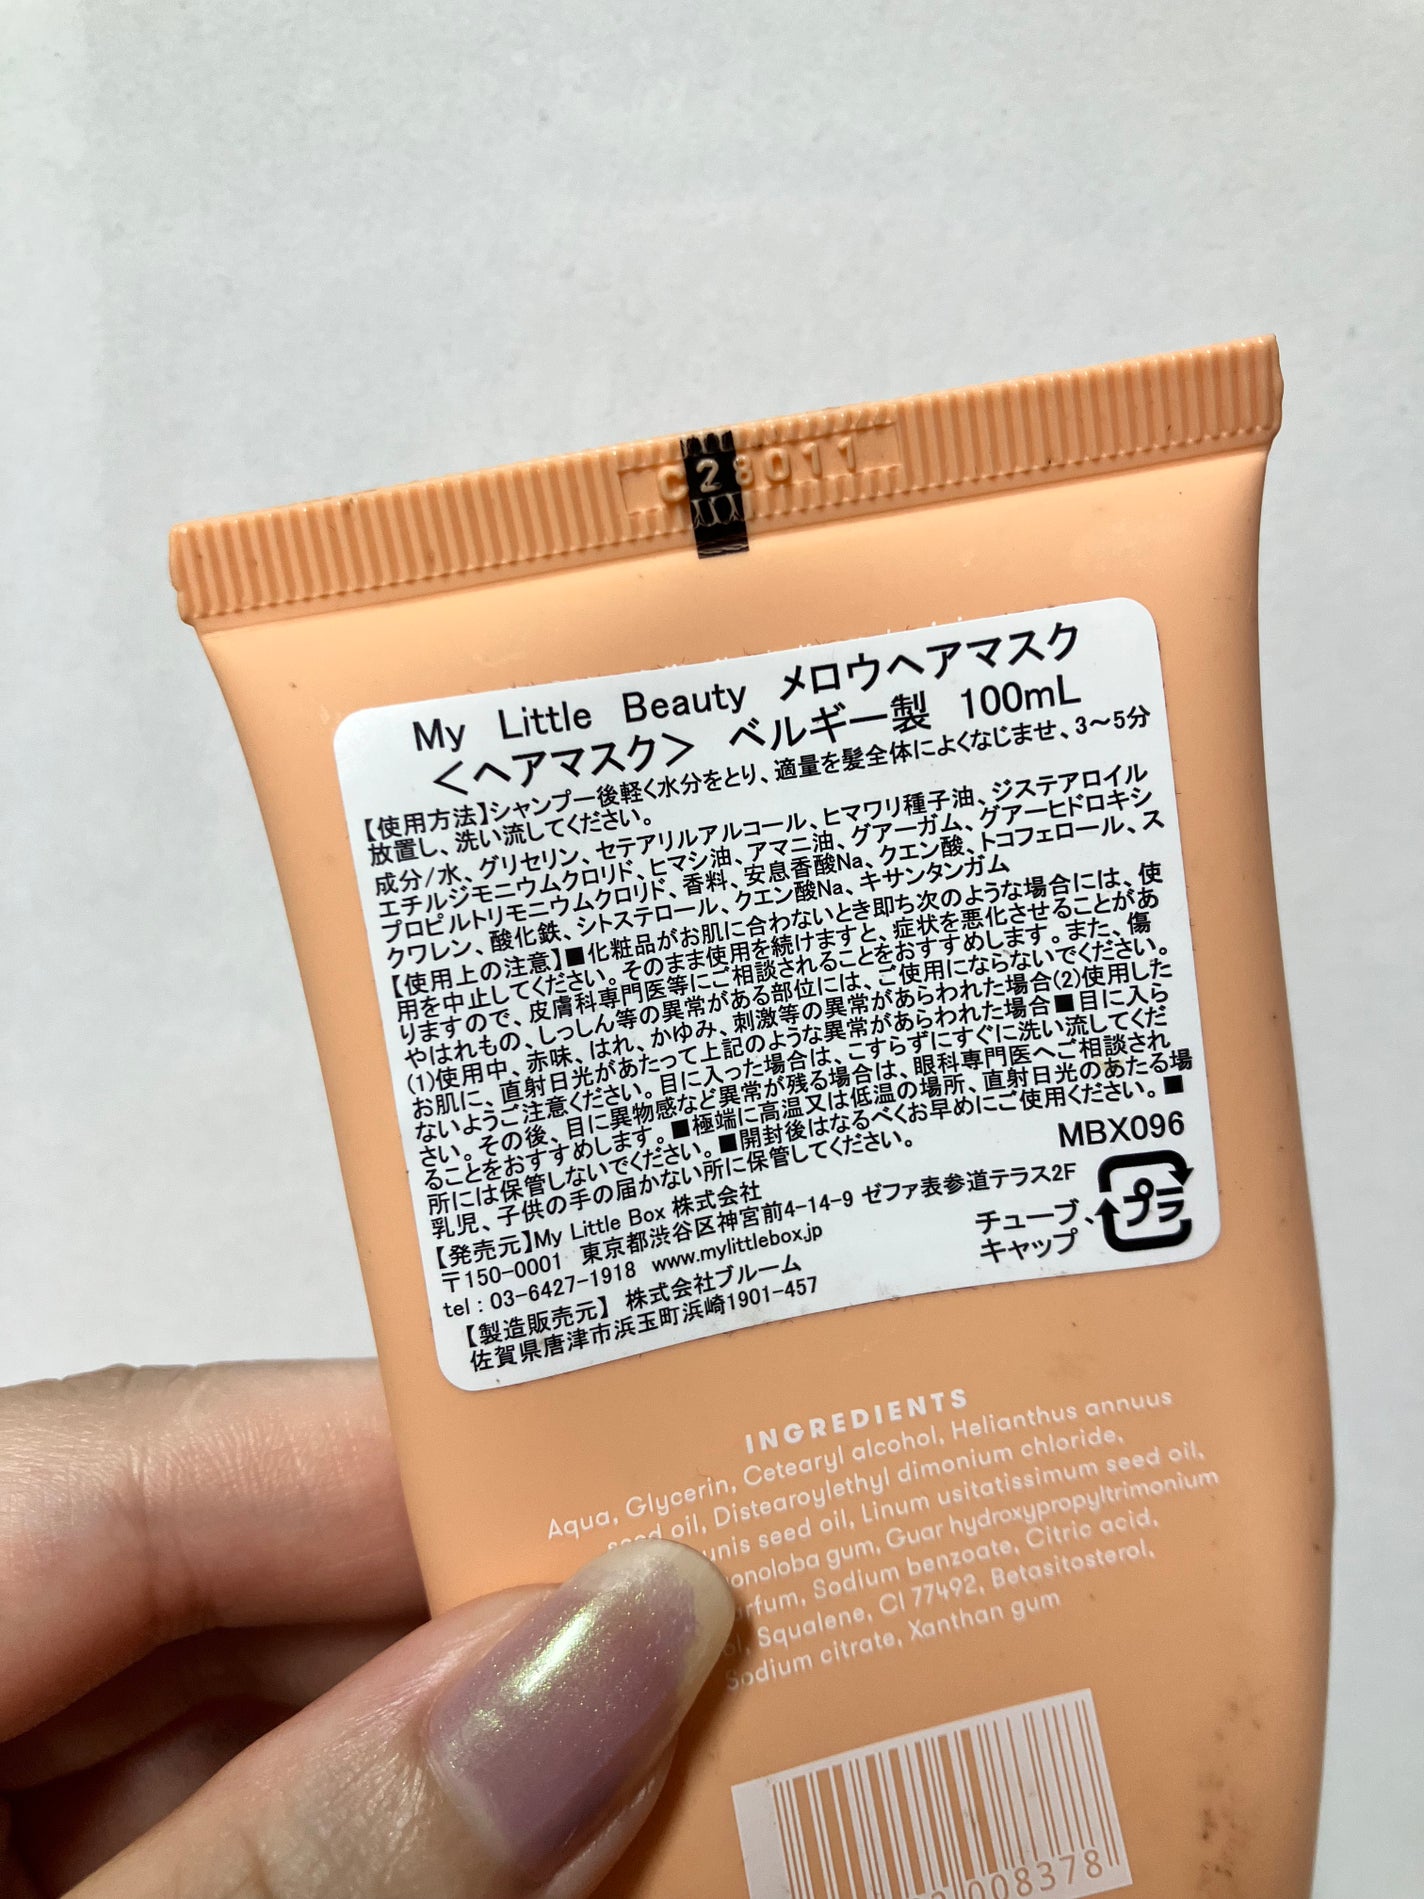 C28011
My Little Beauty メロウヘアマスク
＜ヘアマスク＞ ベルギー製 100mL
【使用方法】シャンプー後軽く水分をとり、適量を髪全体によくなじませ、3～5分
放置し、洗い流してください。
成分/水、グリセリン、セテアリルアルコール、ヒマワリ種子油、ジステアロイル
エチルジモニウムクロリド、ヒマシ油、アマニ油、グアーガム、グアーヒドロキシ
プロピルトリモニウムクロリド、香料、安息香酸Na、クエン酸、トコフェロール、ス
クワレン、酸化鉄、シトステロール、クエン酸Na、キサンタンガム
【使用上の注意】■化粧品がお肌に合わないとき即ち次のような場合には、使
用を中止してください。そのまま使用を続けますと、症状を悪化させることがあ
りますので、皮膚科専門医等にご相談されることをおすすめします。また、傷
やはれもの、しっしん等の異常がある部位には、ご使用にならないでください。
(1)使用中、赤味、はれ、かゆみ、刺激等の異常があらわれた場合(2)使用した
お肌に、直射日光があたって上記のような異常があらわれた場合■目に入ら
ないようご注意ください。目に入った場合は、こすらずにすぐに洗い流してくだ
さい。その後、目に異物感など異常が残る場合は、眼科専門医へご相談され
ることをおすすめします。■極端に高温又は低温の場所、直射日光のあたる場
所には保管しないでください。■開封後はなるべくお早めにご使用ください。■
乳児、子供の手の届かない所に保管してください。
MBX096
【発売元】My Little Box 株式会社
〒150-0001 東京都渋谷区神宮前4-14-9 ゼファ表参道テラス2F
tel : 03-6427-1918 www.mylittlebox.jp
【製造販売元】 株式会社ブルーム
佐賀県唐津市浜玉町浜崎1901-457
チューブ、
キャップ
プラ
INGREDIENTS
Aqua, Glycerin, Cetearyl alcohol, Helianthus annuus
seed oil, Distearoylethyl dimonium chloride,
seed oil, Linum usitatissimum seed oil,
gum, Guar hydroxypropyltrimonium
Sodium benzoate, Citric acid,
Squalene, CI 77492, Betasitosterol,
Sodium citrate, Xanthan gum
008378